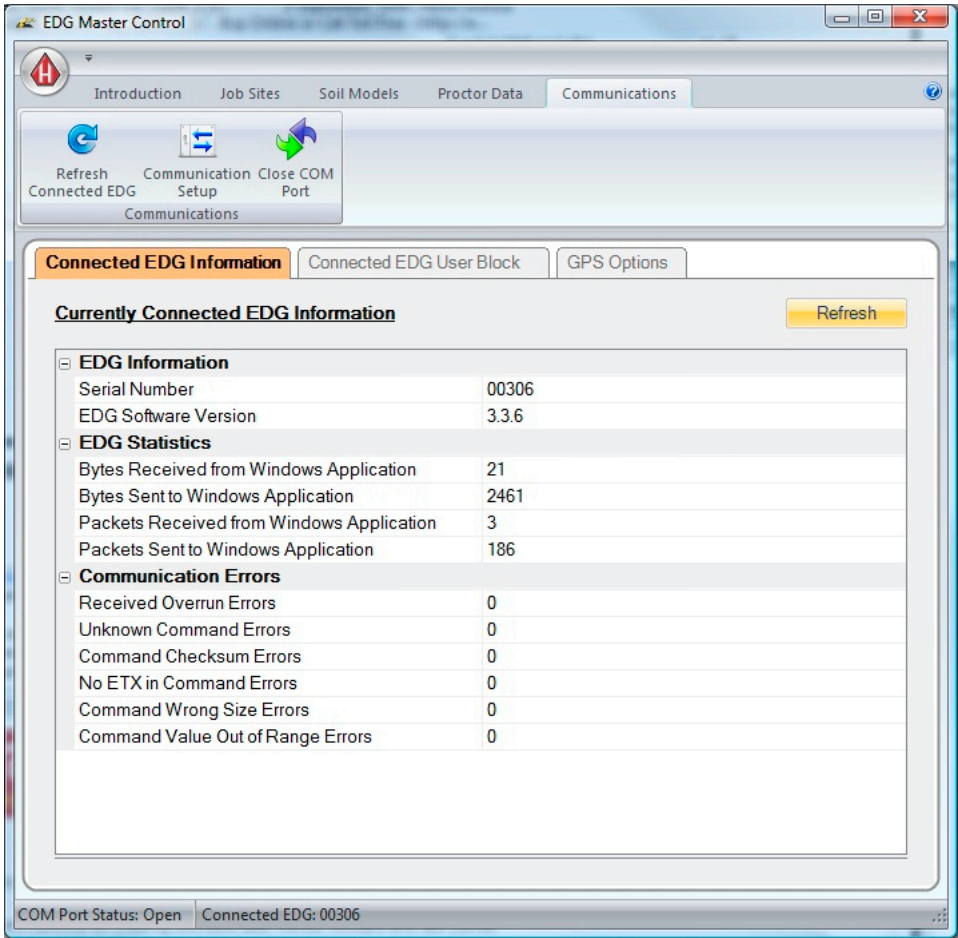 EDG Master Control
H
Introduction Job Sites Soil Models Proctor Data Communications
Refresh Connected EDG
Communication Setup
Close COM Port
Communications
Connected EDG Information Connected EDG User Block GPS Options
Currently Connected EDG Information Refresh
EDG Information
Serial Number 00306
EDG Software Version 3.3.6
EDG Statistics
Bytes Received from Windows Application 21
Bytes Sent to Windows Application 2461
Packets Received from Windows Application 3
Packets Sent to Windows Application 186
Communication Errors
Received Overrun Errors 0
Unknown Command Errors 0
Command Checksum Errors 0
No ETX in Command Errors 0
Command Wrong Size Errors 0
Command Value Out of Range Errors 0
COM Port Status: Open Connected EDG: 00306